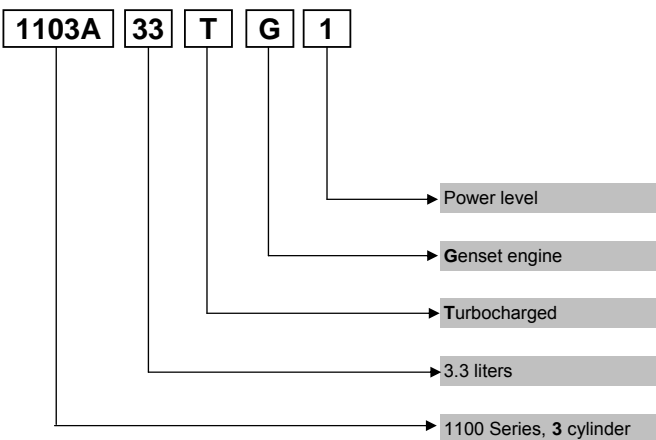 1103A 33 T G 1
Power level
Genset engine
Turbocharged
3.3 liters
1100 Series, 3 cylinder